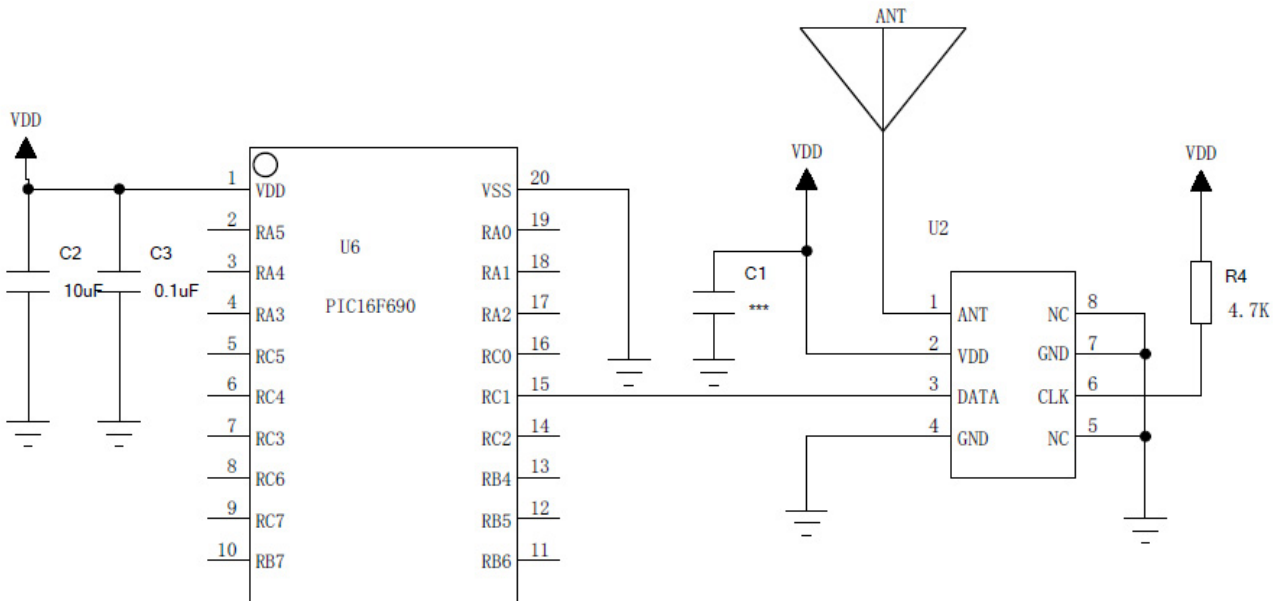 ANT
VDD
VDD
VDD
1
VDD
VSS
20
2
RA5
RA0
19
U6
U2
C2
C3
C1
3
RA4
RA1
18
R4
10uF
0.1uF
***
4.7K
4
RA3
PIC16F690
RA2
17
1
ANT
NC
8
5
RC5
RC0
16
2
VDD
GND
7
6
RC4
RC1
15
3
DATA
CLK
6
7
RC3
RC2
14
4
GND
NC
5
8
RC6
RB4
13
9
RC7
RB5
12
10
RB7
RB6
11